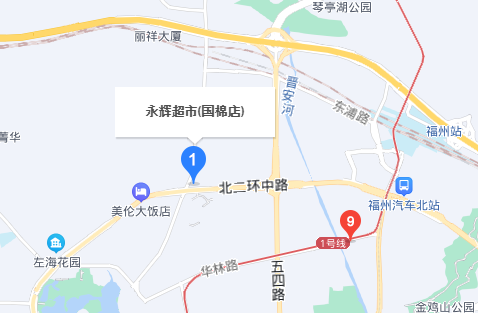 琴亭湖公园
丽祥大厦
晋安河
永辉超市(国棉店)
东浦路
福州站
菁华
1
北二环中路
美伦大饭店
福州汽车北站
9
1号线
左海花园
华林路
五四路
金鸡山公园